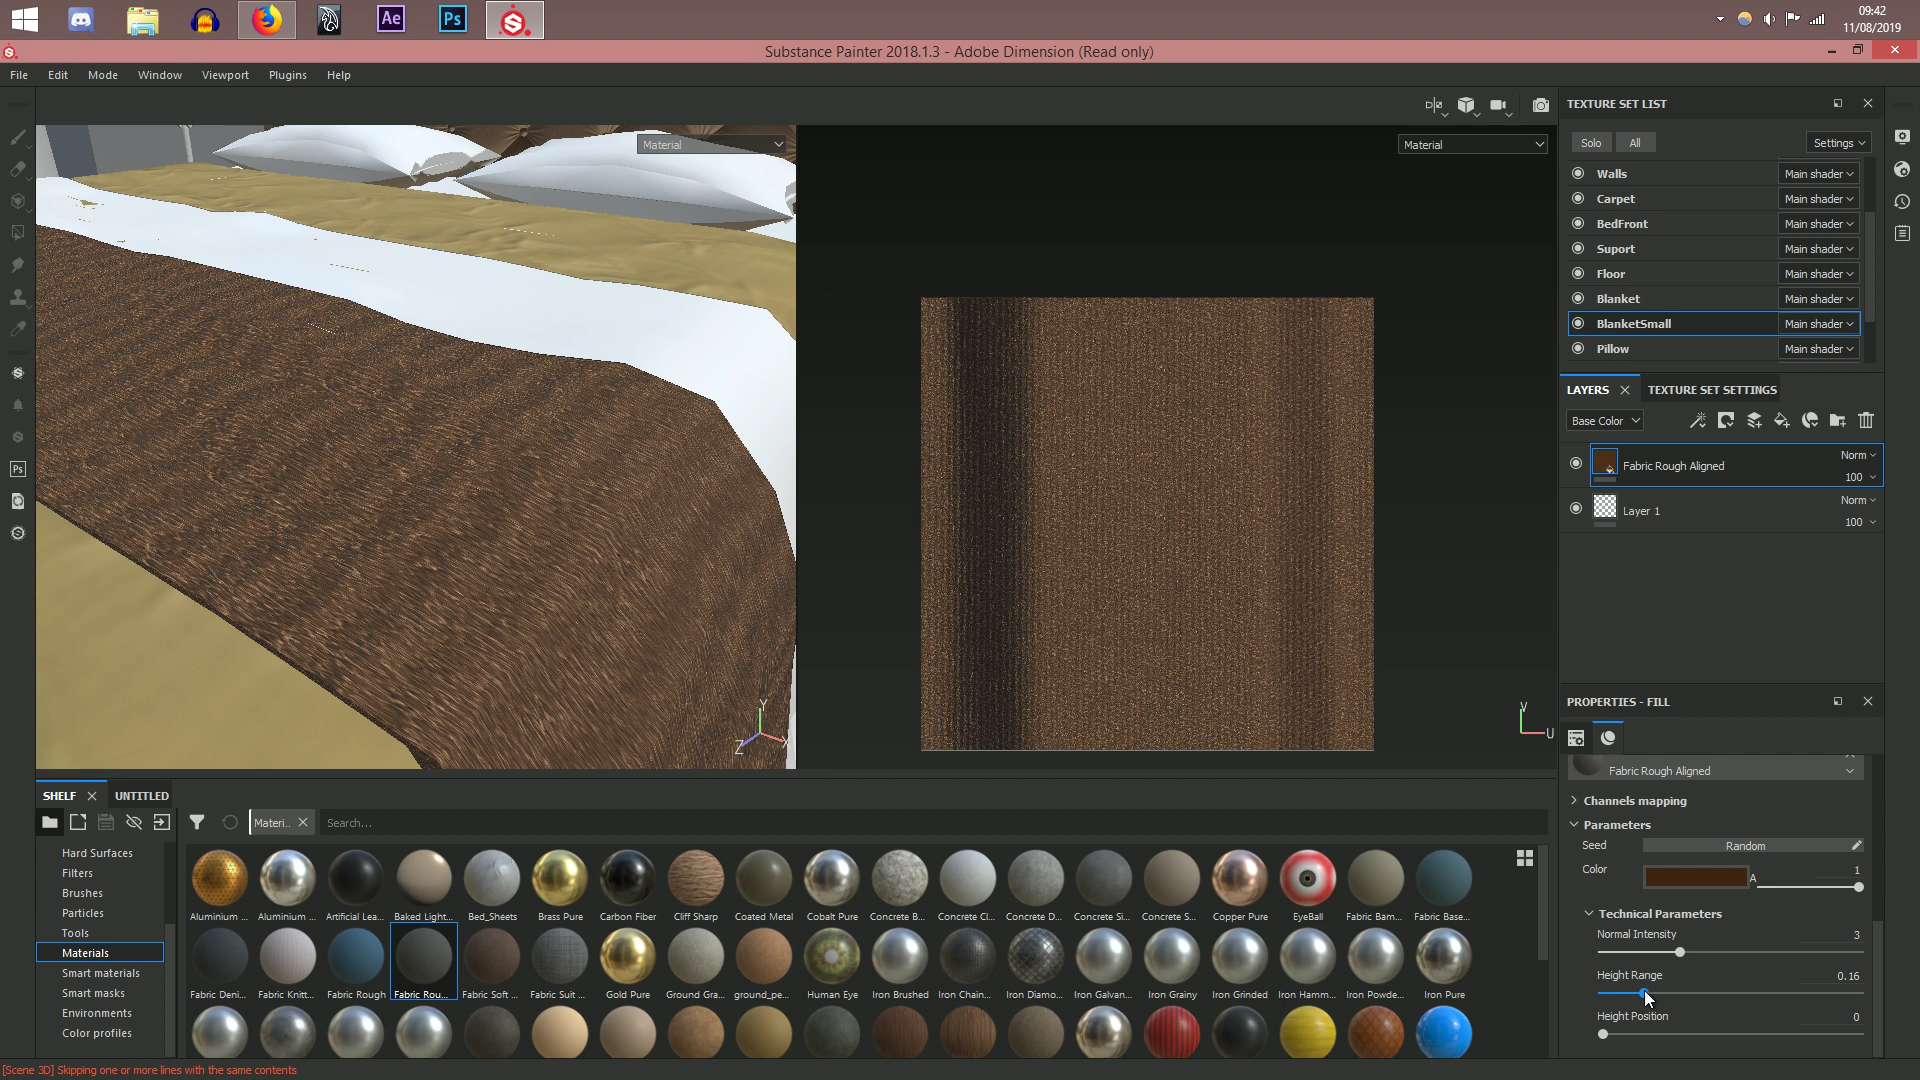 09:42
11/08/2019
Ae
Ps
Substance Painter 2018.1.3 - Adobe Dimension (Read only)
File Edit Mode Window Viewport Plugins Help
Material
Material
TEXTURE SET LIST
Solo All Settings
Walls Main shader
Carpet Main shader
BedFront Main shader
Suport Main shader
Floor Main shader
Blanket Main shader
BlanketSmall Main shader
Pillow Main shader
LAYERS TEXTURE SET SETTINGS
Base Color
Fabric Rough Aligned Norm 100
Layer 1 Norm 100
Ps
Y
Z
X
V
U
PROPERTIES - FILL
Fabric Rough Aligned
Channels mapping
Parameters
Seed Random
Color A 1
Technical Parameters
Normal Intensity 3
Height Range 0.16
Height Position 0
SHELF UNTITLED
Materi.. Search...
Hard Surfaces
Filters
Brushes
Particles
Tools
Materials
Smart materials
Smart masks
Environments
Color profiles
Aluminium ... Aluminium ... Artificial Lea... Baked Light... Bed_Sheets Brass Pure Carbon Fiber Cliff Sharp Coated Metal Cobalt Pure Concrete B... Concrete Cl... Concrete D... Concrete Si... Concrete S... Copper Pure EyeBall Fabric Bam... Fabric Base...
Fabric Deni... Fabric Knitt... Fabric Rough Fabric Rou... Fabric Soft ... Fabric Suit ... Gold Pure Ground Gra... ground_pe... Human Eye Iron Brushed Iron Chain... Iron Diamo... Iron Galvan... Iron Grainy Iron Grinded Iron Hamm... Iron Powde... Iron Pure
[Scene 3D] Skipping one or more lines with the same contents